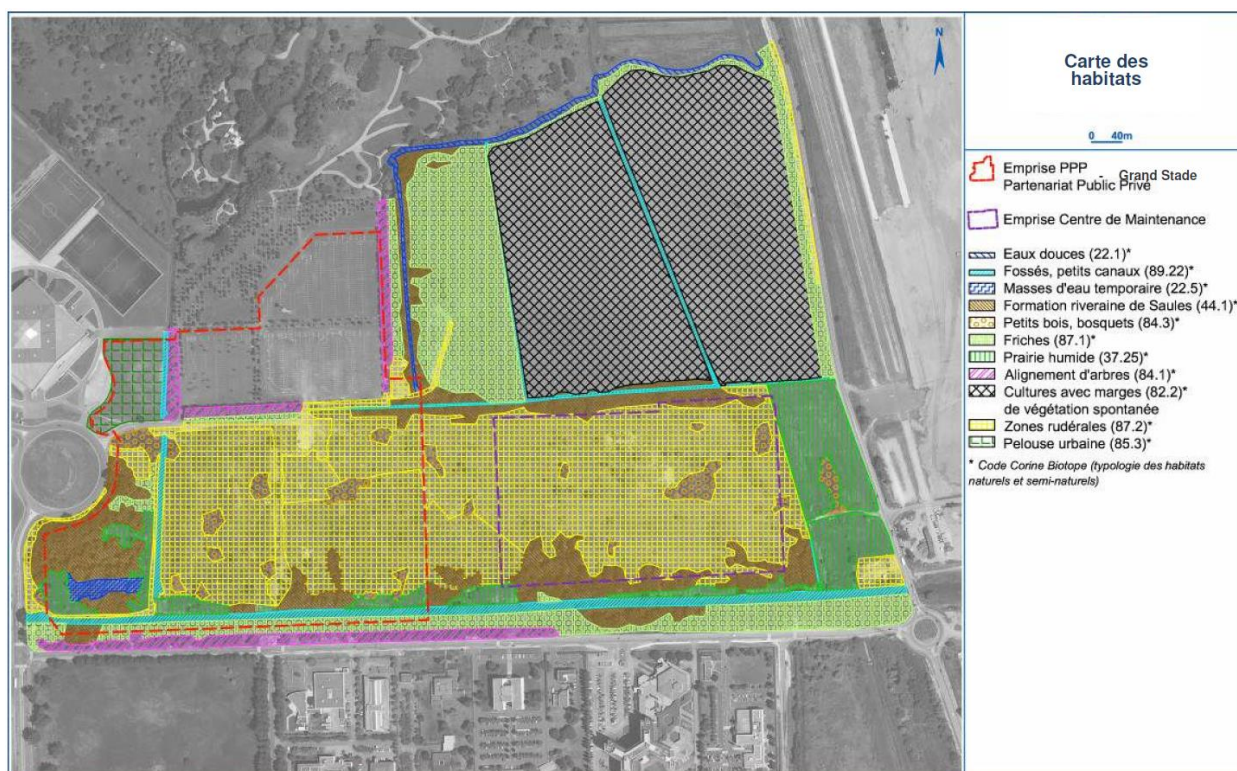 N
Carte des
habitats
0 40m
Emprise PPP - Grand Stade
Partenariat Public Privé
Emprise Centre de Maintenance
Eaux douces (22.1)*
Fossés, petits canaux (89.22)*
Masses d'eau temporaire (22.5)*
Formation riveraine de Saules (44.1)*
Petits bois, bosquets (84.3)*
Friches (87.1)*
Prairie humide (37.25)*
Alignement d'arbres (84.1)*
Cultures avec marges (82.2)*
de végétation spontanée
Zones rudérales (87.2)*
Pelouse urbaine (85.3)*
* Code Corine Biotope (typologie des habitats
naturels et semi-naturels)